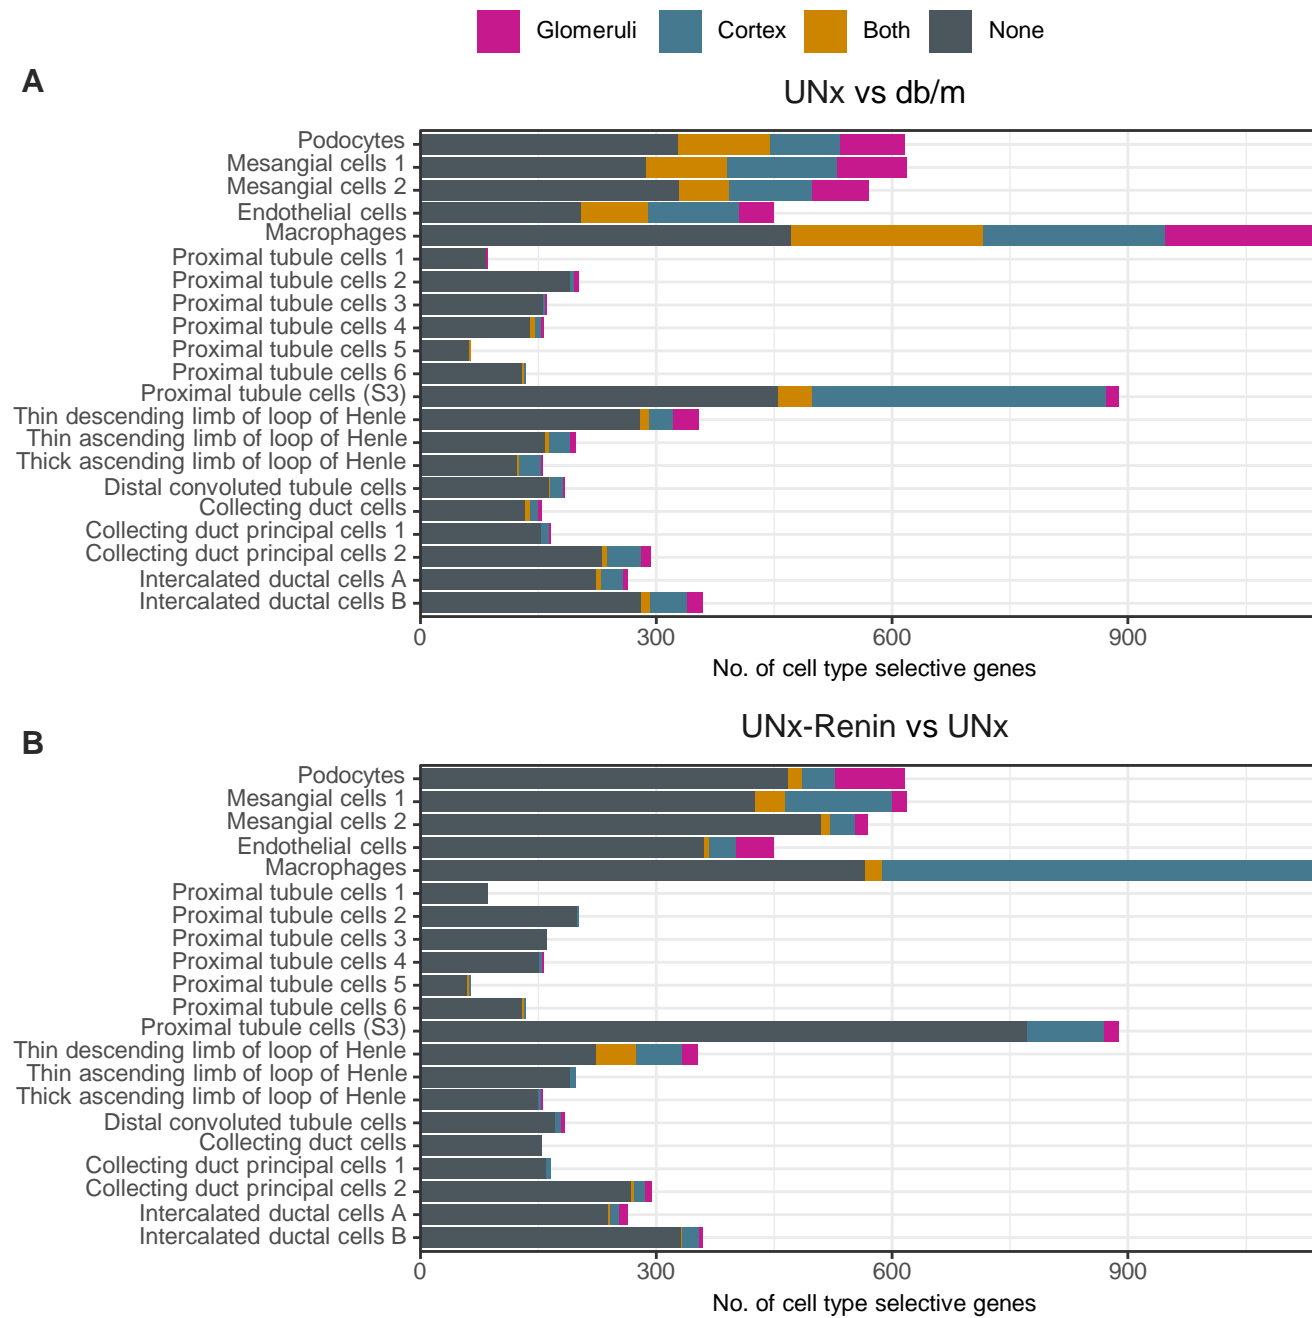 Glomeruli Cortex Both None
A
UNx vs db/m
Podocytes
Mesangial cells 1
Mesangial cells 2
Endothelial cells
Macrophages
Proximal tubule cells 1
Proximal tubule cells 2
Proximal tubule cells 3
Proximal tubule cells 4
Proximal tubule cells 5
Proximal tubule cells 6
Proximal tubule cells (S3)
Thin descending limb of loop of Henle
Thin ascending limb of loop of Henle
Thick ascending limb of loop of Henle
Distal convoluted tubule cells
Collecting duct cells
Collecting duct principal cells 1
Collecting duct principal cells 2
Intercalated ductal cells A
Intercalated ductal cells B
0 300 600 900
No. of cell type selective genes
B
UNx-Renin vs UNx
Podocytes
Mesangial cells 1
Mesangial cells 2
Endothelial cells
Macrophages
Proximal tubule cells 1
Proximal tubule cells 2
Proximal tubule cells 3
Proximal tubule cells 4
Proximal tubule cells 5
Proximal tubule cells 6
Proximal tubule cells (S3)
Thin descending limb of loop of Henle
Thin ascending limb of loop of Henle
Thick ascending limb of loop of Henle
Distal convoluted tubule cells
Collecting duct cells
Collecting duct principal cells 1
Collecting duct principal cells 2
Intercalated ductal cells A
Intercalated ductal cells B
0 300 600 900
No. of cell type selective genes